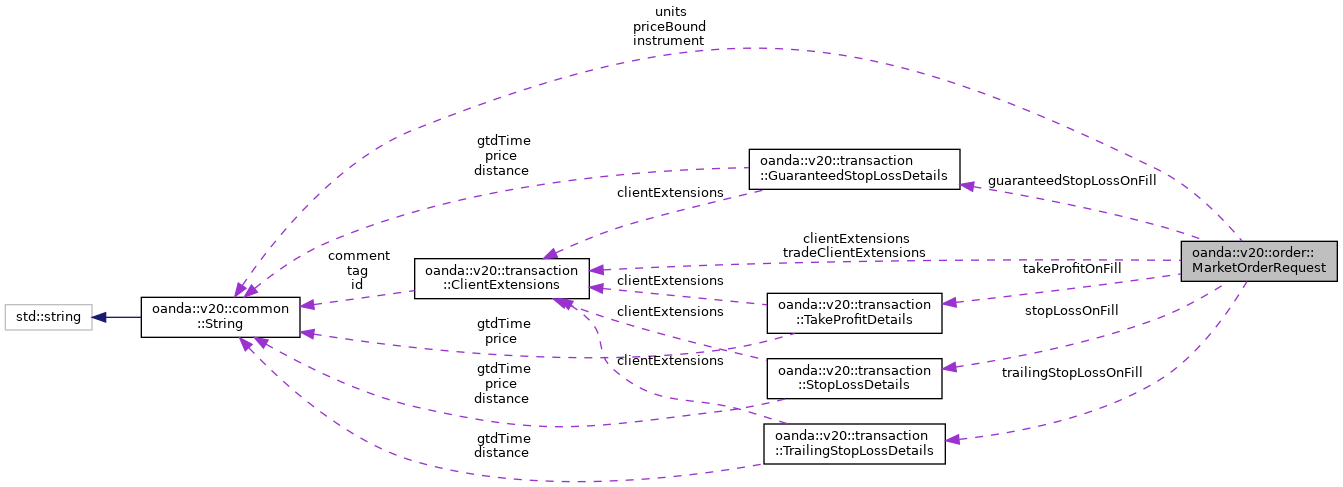 units
priceBound
instrument
gtdTime
price
distance
oanda::v20::transaction
::GuaranteedStopLossDetails
guaranteedStopLossOnFill
clientExtensions
clientExtensions
tradeClientExtensions
oanda::v20::order::
MarketOrderRequest
comment
tag
id
oanda::v20::transaction
::ClientExtensions
clientExtensions
takeProfitOnFill
std::string
oanda::v20::common
::String
oanda::v20::transaction
::TakeProfitDetails
clientExtensions
stopLossOnFill
gtdTime
price
clientExtensions
oanda::v20::transaction
::StopLossDetails
trailingStopLossOnFill
gtdTime
price
distance
gtdTime
distance
oanda::v20::transaction
::TrailingStopLossDetails